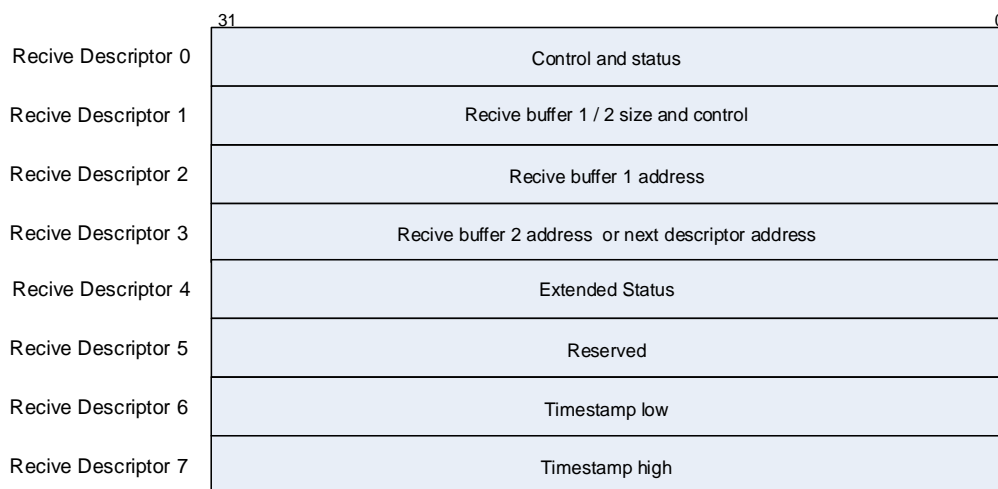 31 0
Recive Descriptor 0 Control and status
Recive Descriptor 1 Recive buffer 1 / 2 size and control
Recive Descriptor 2 Recive buffer 1 address
Recive Descriptor 3 Recive buffer 2 address or next descriptor address
Recive Descriptor 4 Extended Status
Recive Descriptor 5 Reserved
Recive Descriptor 6 Timestamp low
Recive Descriptor 7 Timestamp high